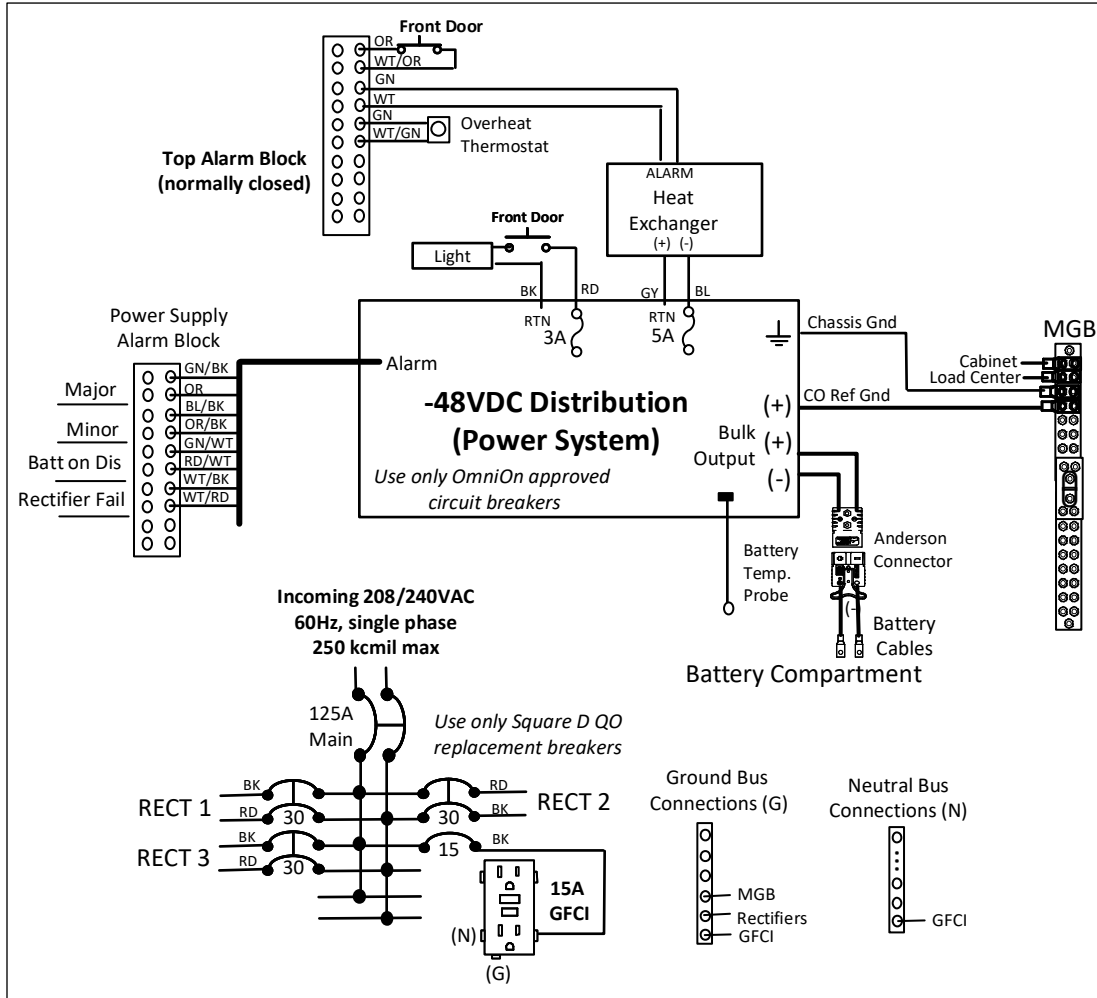 Front Door
OR
WT/OR
GN
WT
GN
WT/GN
Overheat
Thermostat
Top Alarm Block
(normally closed)
ALARM
Heat
Exchanger
(+) (-)
Front Door
Light
BK
RD
GY
BL
RTN
3A
RTN
5A
Power Supply
Alarm Block
GN/BK
OR
BL/BK
OR/BK
GN/WT
RD/WT
WT/BK
WT/RD
Major
Minor
Batt on Dis
Rectifier Fail
Alarm
-48VDC Distribution
(Power System)
Use only OmniOn approved
circuit breakers
(+)
Bulk
Output
(+)
(-)
Chassis Gnd
CO Ref Gnd
MGB
Cabinet
Load Center
Battery
Temp.
Probe
Anderson
Connector
(-
Battery
Cables
Battery Compartment
Incoming 208/240VAC
60Hz, single phase
250 kcmil max
125A
Main
Use only Square D QO
replacement breakers
RECT 1
BK
RD
30
RECT 2
RD
BK
30
RECT 3
BK
RD
30
15
BK
15A
GFCI
(N)
(G)
Ground Bus
Connections (G)
MGB
Rectifiers
GFCI
Neutral Bus
Connections (N)
GFCI